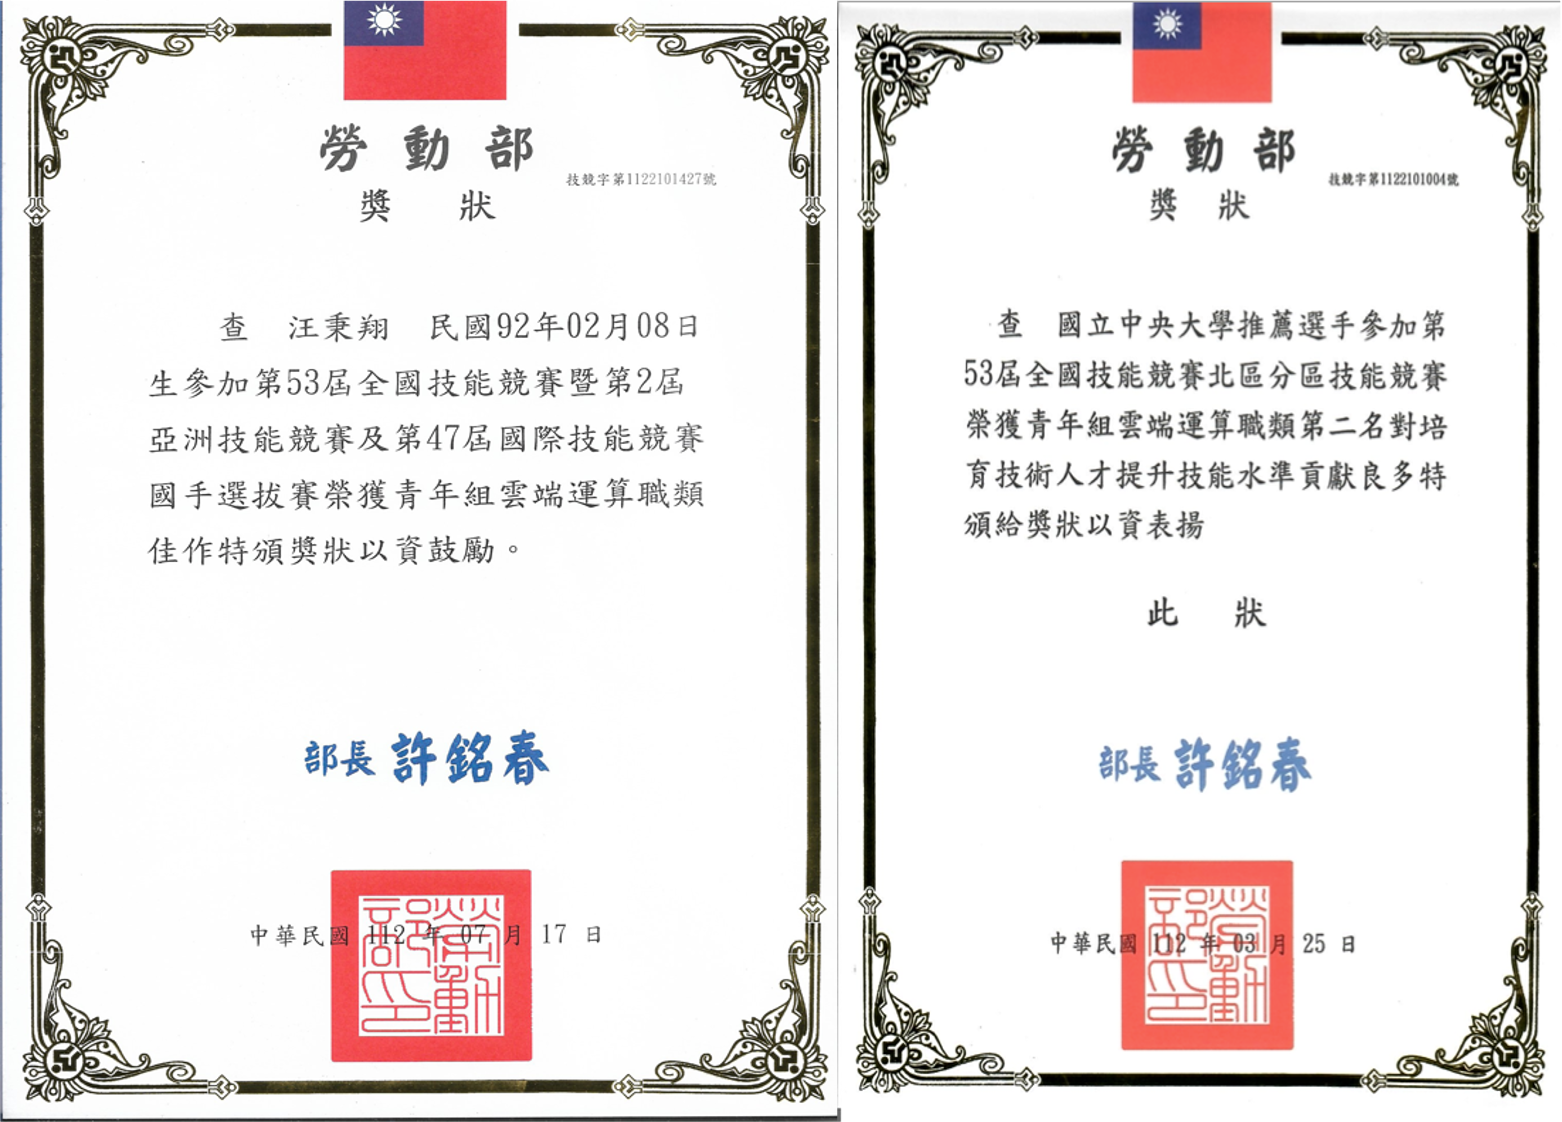 勞動部
技競字第1122101427號
獎狀
查 汪秉翔 民國92年02月08日
生參加第53屆全國技能競賽暨第2屆
亞洲技能競賽及第47屆國際技能競賽
國手選拔賽榮獲青年組雲端運算職類
佳作特頒獎狀以資鼓勵。
部長 許銘春
中華民國 112 年 07 月 17 日
勞動部印
勞動部
技競字第1122101004號
獎狀
查 國立中央大學推薦選手參加第
53屆全國技能競賽北區分區技能競賽
榮獲青年組雲端運算職類第二名對培
育技術人才提升技能水準貢獻良多特
頒給獎狀以資表揚
此狀
部長 許銘春
中華民國 112 年 03 月 25 日
勞動部印